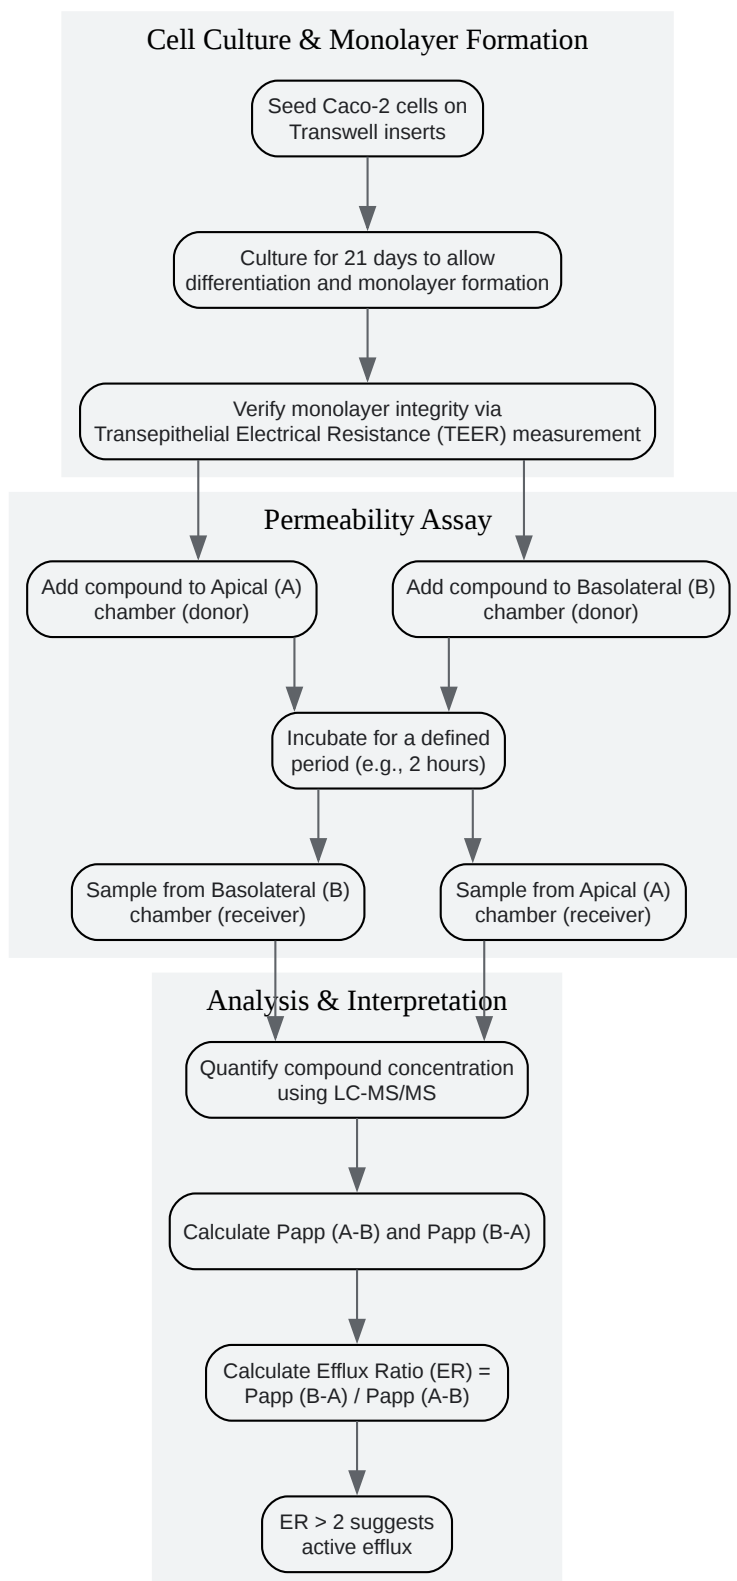 Cell Culture & Monolayer Formation
Seed Caco-2 cells on
Transwell inserts
Culture for 21 days to allow
differentiation and monolayer formation
Verify monolayer integrity via
Transepithelial Electrical Resistance (TEER) measurement
Permeability Assay
Add compound to Apical (A)
chamber (donor)
Add compound to Basolateral (B)
chamber (donor)
Incubate for a defined
period (e.g., 2 hours)
Sample from Basolateral (B)
chamber (receiver)
Sample from Apical (A)
chamber (receiver)
Analysis & Interpretation
Quantify compound concentration
using LC-MS/MS
Calculate Papp (A-B) and Papp (B-A)
Calculate Efflux Ratio (ER) =
Papp (B-A) / Papp (A-B)
ER > 2 suggests
active efflux